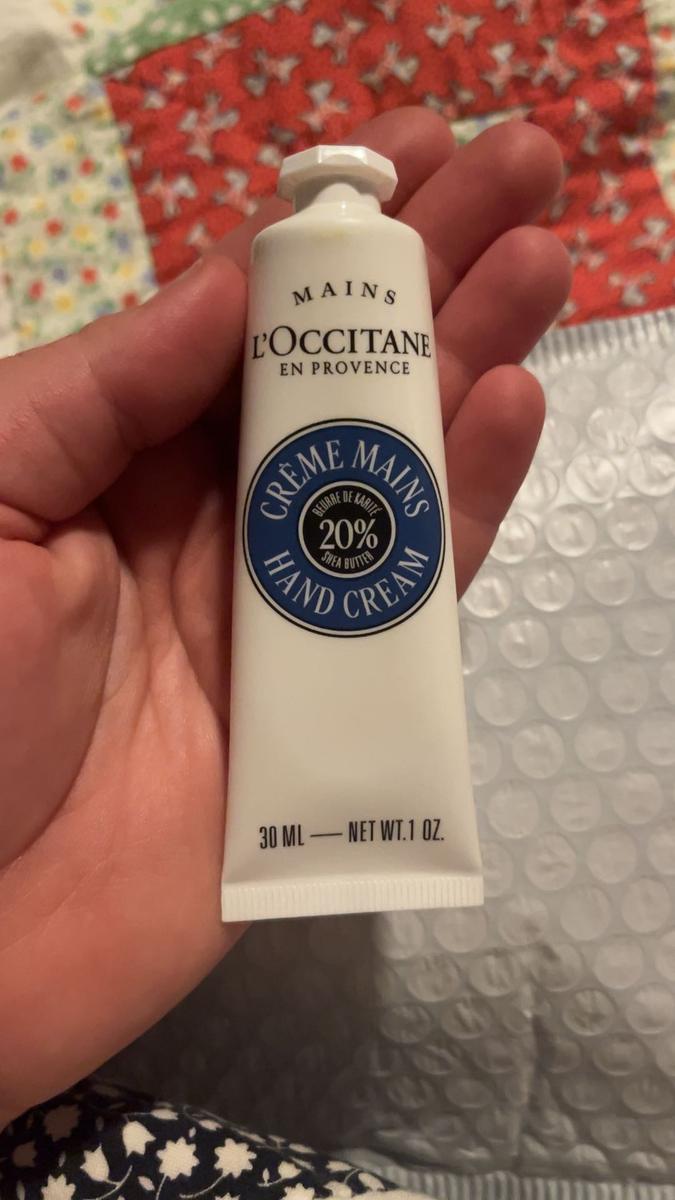 MAINS
L'OCCITANE
EN PROVENCE
CRÈME MAINS
BEURRE DE KARITÉ
20%
SHEA BUTTER
HAND CREAM
30 ML — NET WT.1 OZ.